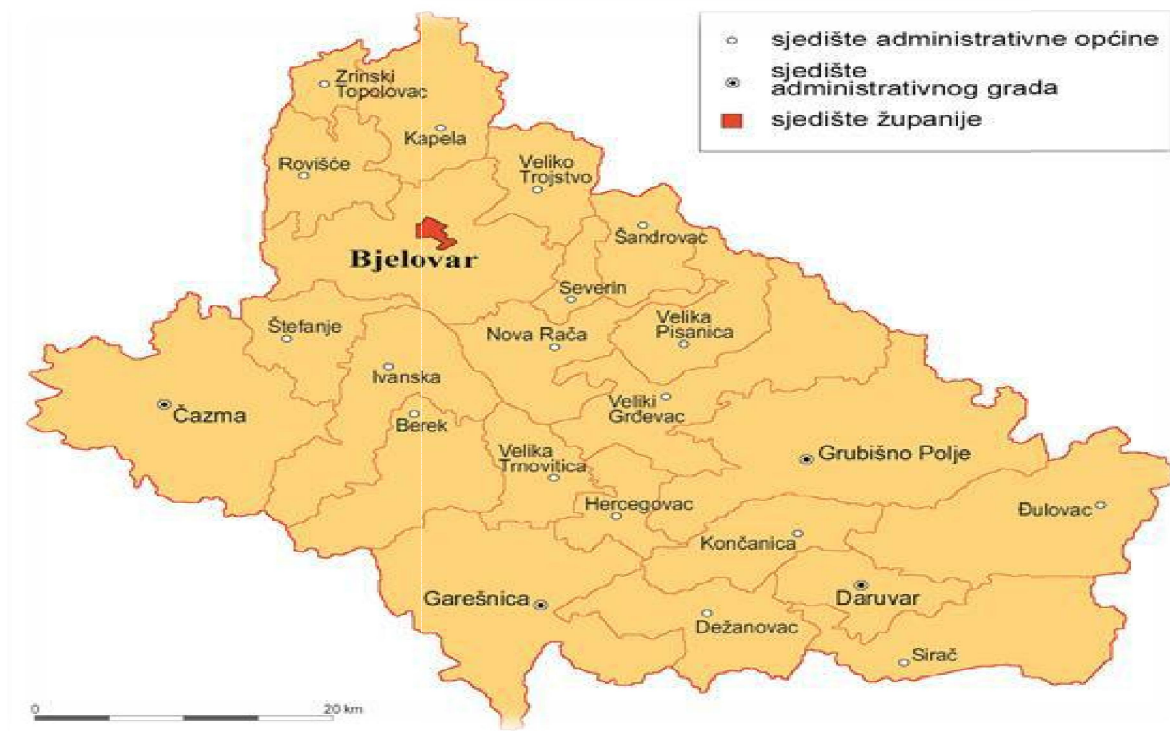 sjedište administrativne općine
sjedište
administrativnog grada
sjedište županije
Zrinski
Topolovac
Kapela
Rovišće
Veliko
Trojstvo
Šandrovac
Bjelovar
Severin
Štefanje
Nova Rača
Velika
Pisanica
Ivanska
Čazma
Berek
Veliki
Grđevac
Velika
Trnovitica
Grubišno Polje
Hercegovac
Đulovac
Končanica
Garešnica
Daruvar
Dežanovac
Sirač
0 20 km